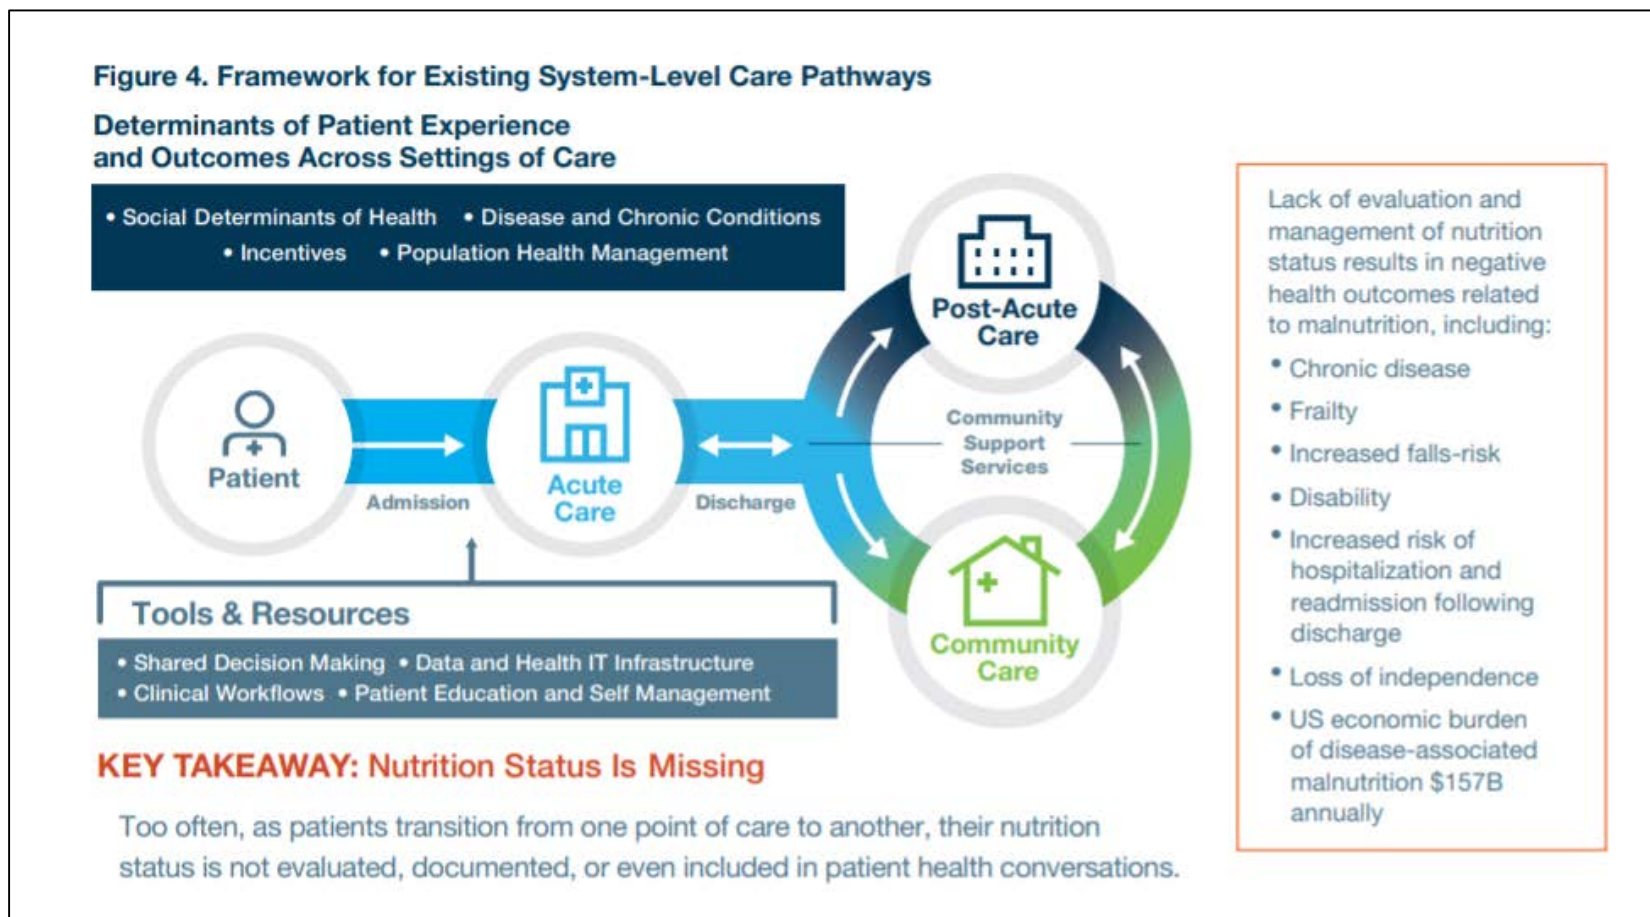 Figure 4. Framework for Existing System-Level Care Pathways
Determinants of Patient Experience
and Outcomes Across Settings of Care
• Social Determinants of Health • Disease and Chronic Conditions
• Incentives • Population Health Management
Patient
Admission
Acute
Care
Discharge
Post-Acute
Care
Community
Support
Services
Community
Care
Tools & Resources
• Shared Decision Making • Data and Health IT Infrastructure
• Clinical Workflows • Patient Education and Self Management
KEY TAKEAWAY: Nutrition Status Is Missing
Too often, as patients transition from one point of care to another, their nutrition
status is not evaluated, documented, or even included in patient health conversations.
Lack of evaluation and
management of nutrition
status results in negative
health outcomes related
to malnutrition, including:
• Chronic disease
• Frailty
• Increased falls-risk
• Disability
• Increased risk of
hospitalization and
readmission following
discharge
• Loss of independence
• US economic burden
of disease-associated
malnutrition $157B
annually